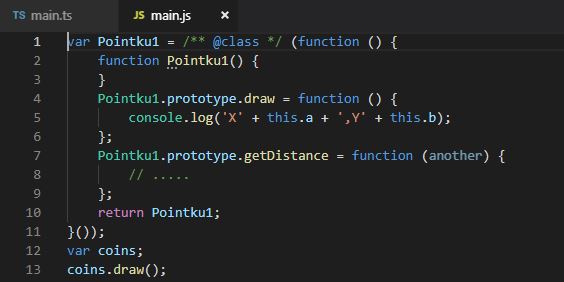 TS main.ts JS main.js ×
1 var Pointku1 = /** @class */ (function () {
2     function Pointku1() {
3     }
4     Pointku1.prototype.draw = function () {
5         console.log('X' + this.a + ',Y' + this.b);
6     };
7     Pointku1.prototype.getDistance = function (another) {
8         // .....
9     };
10     return Pointku1;
11 }());
12 var coins;
13 coins.draw();